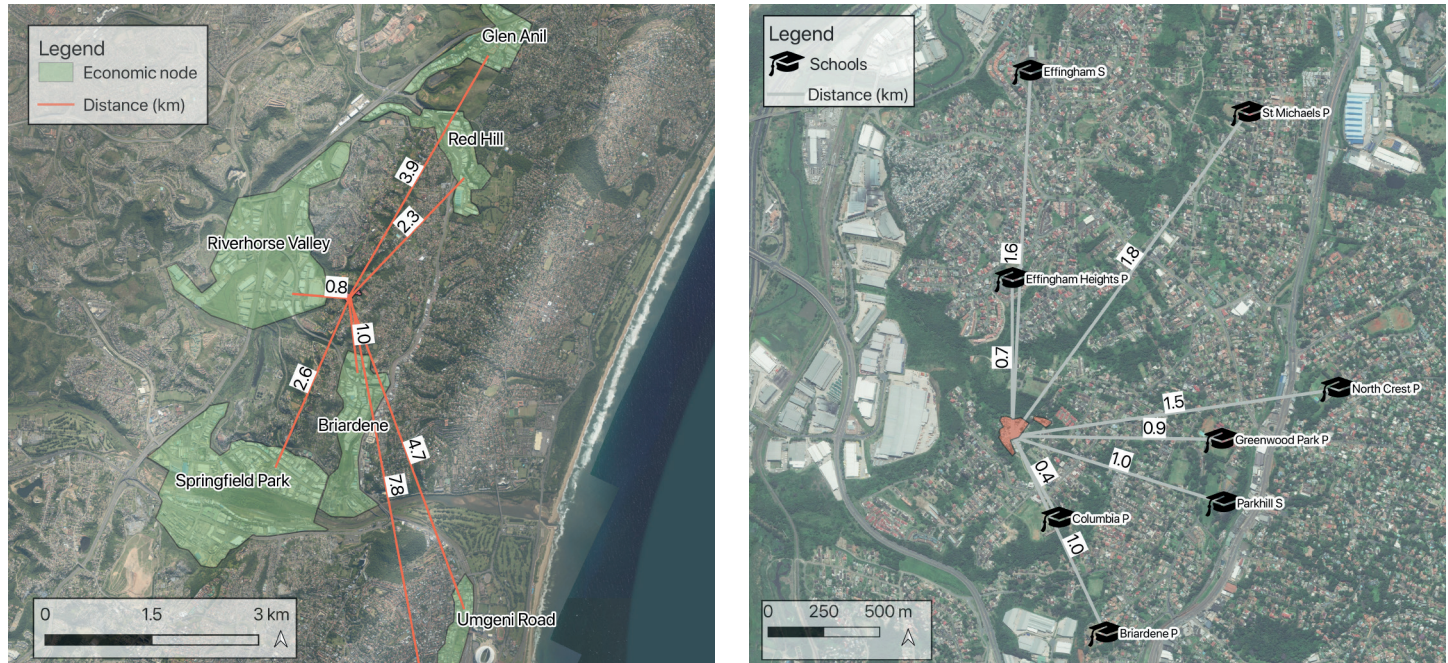 Legend
Economic node
Distance (km)
Glen Anil
Red Hill
3.9
2.3
Riverhorse Valley
0.8
1.0
2.6
Briardene
4.7
Springfield Park
7.8
Umgeni Road
0 1.5 3 km
Legend
Schools
Distance (km)
Effingham S
St Michaels P
1.6
1.8
Effingham Heights P
0.7
North Crest P
1.5
0.9
Greenwood Park P
1.0
0.4
Parkhill S
Columbia P
1.0
Briardene P
0 250 500 m